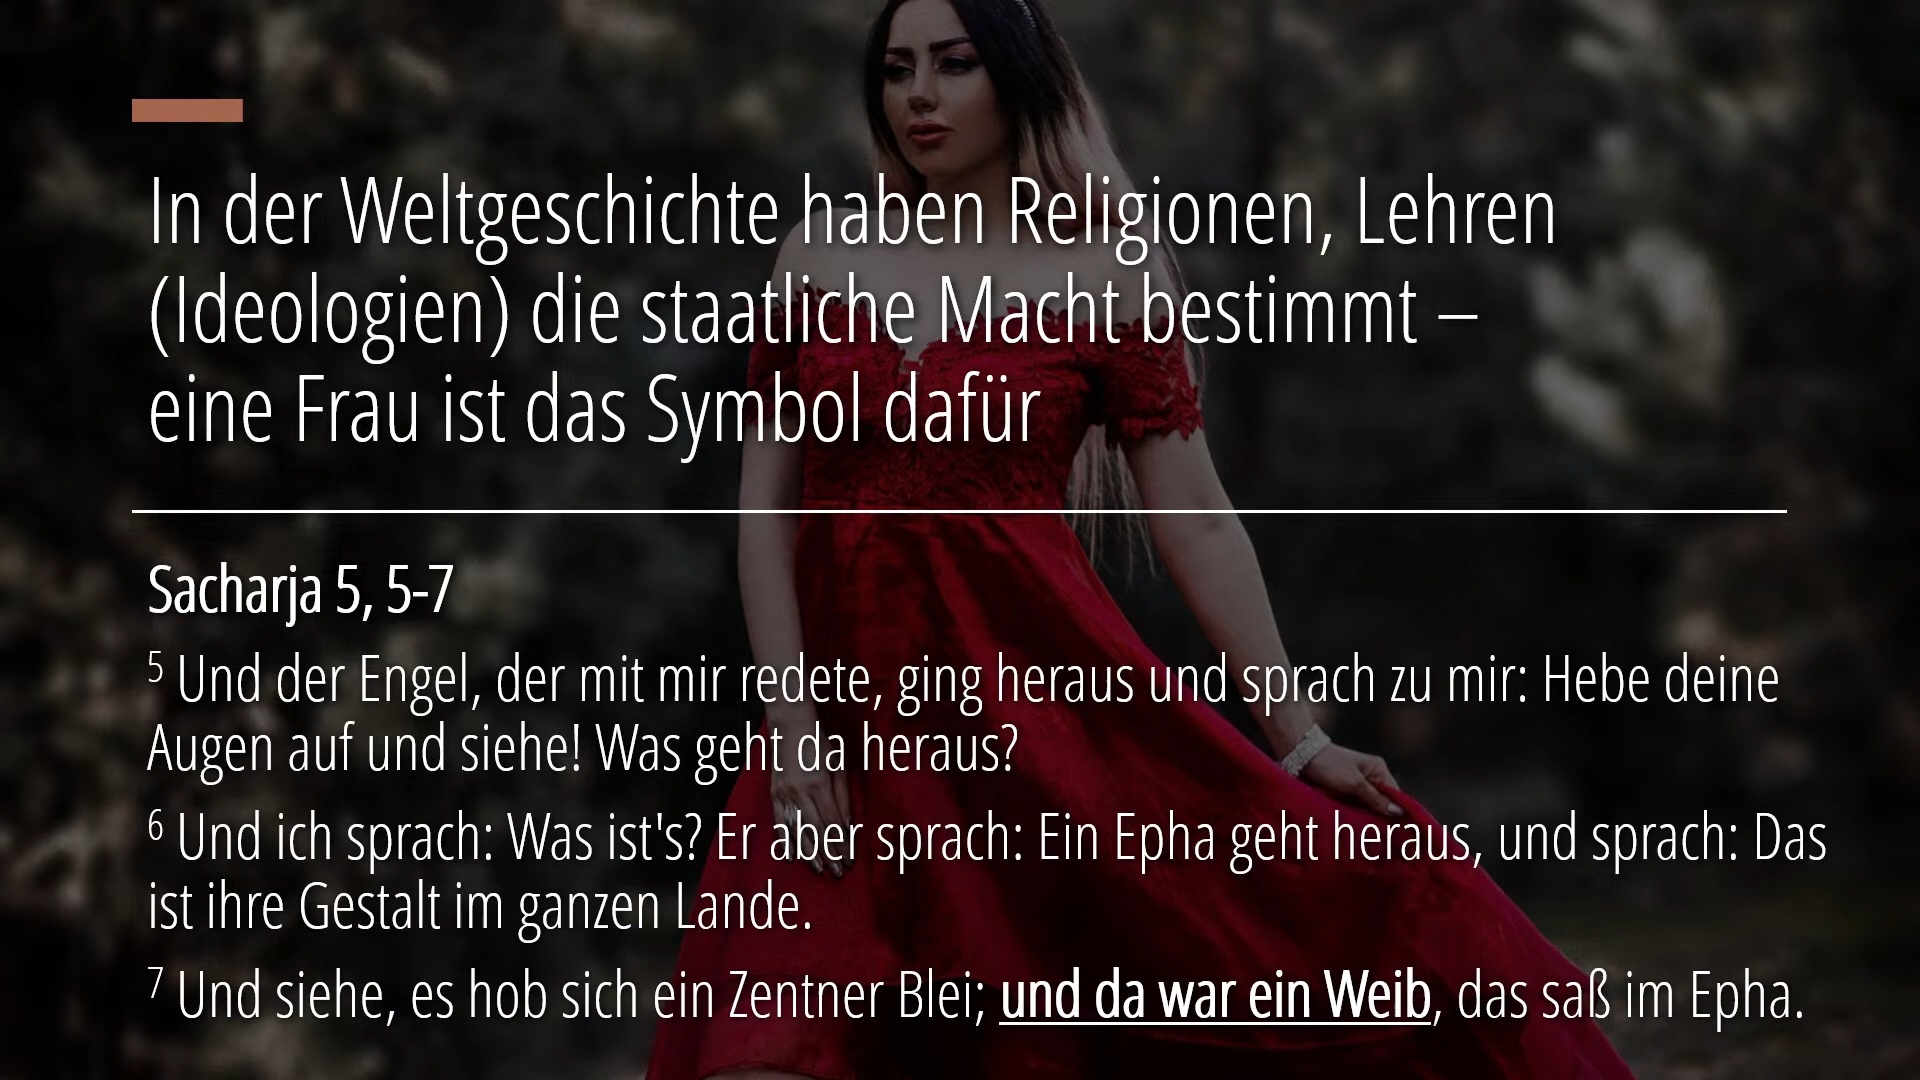 In der Weltgeschichte haben Religionen, Lehren
(Ideologien) die staatliche Macht bestimmt –
eine Frau ist das Symbol dafür
Sacharja 5, 5-7
5 Und der Engel, der mit mir redete, ging heraus und sprach zu mir: Hebe deine
Augen auf und siehe! Was geht da heraus?
6 Und ich sprach: Was ist's? Er aber sprach: Ein Epha geht heraus, und sprach: Das
ist ihre Gestalt im ganzen Lande.
7 Und siehe, es hob sich ein Zentner Blei; und da war ein Weib, das saß im Epha.